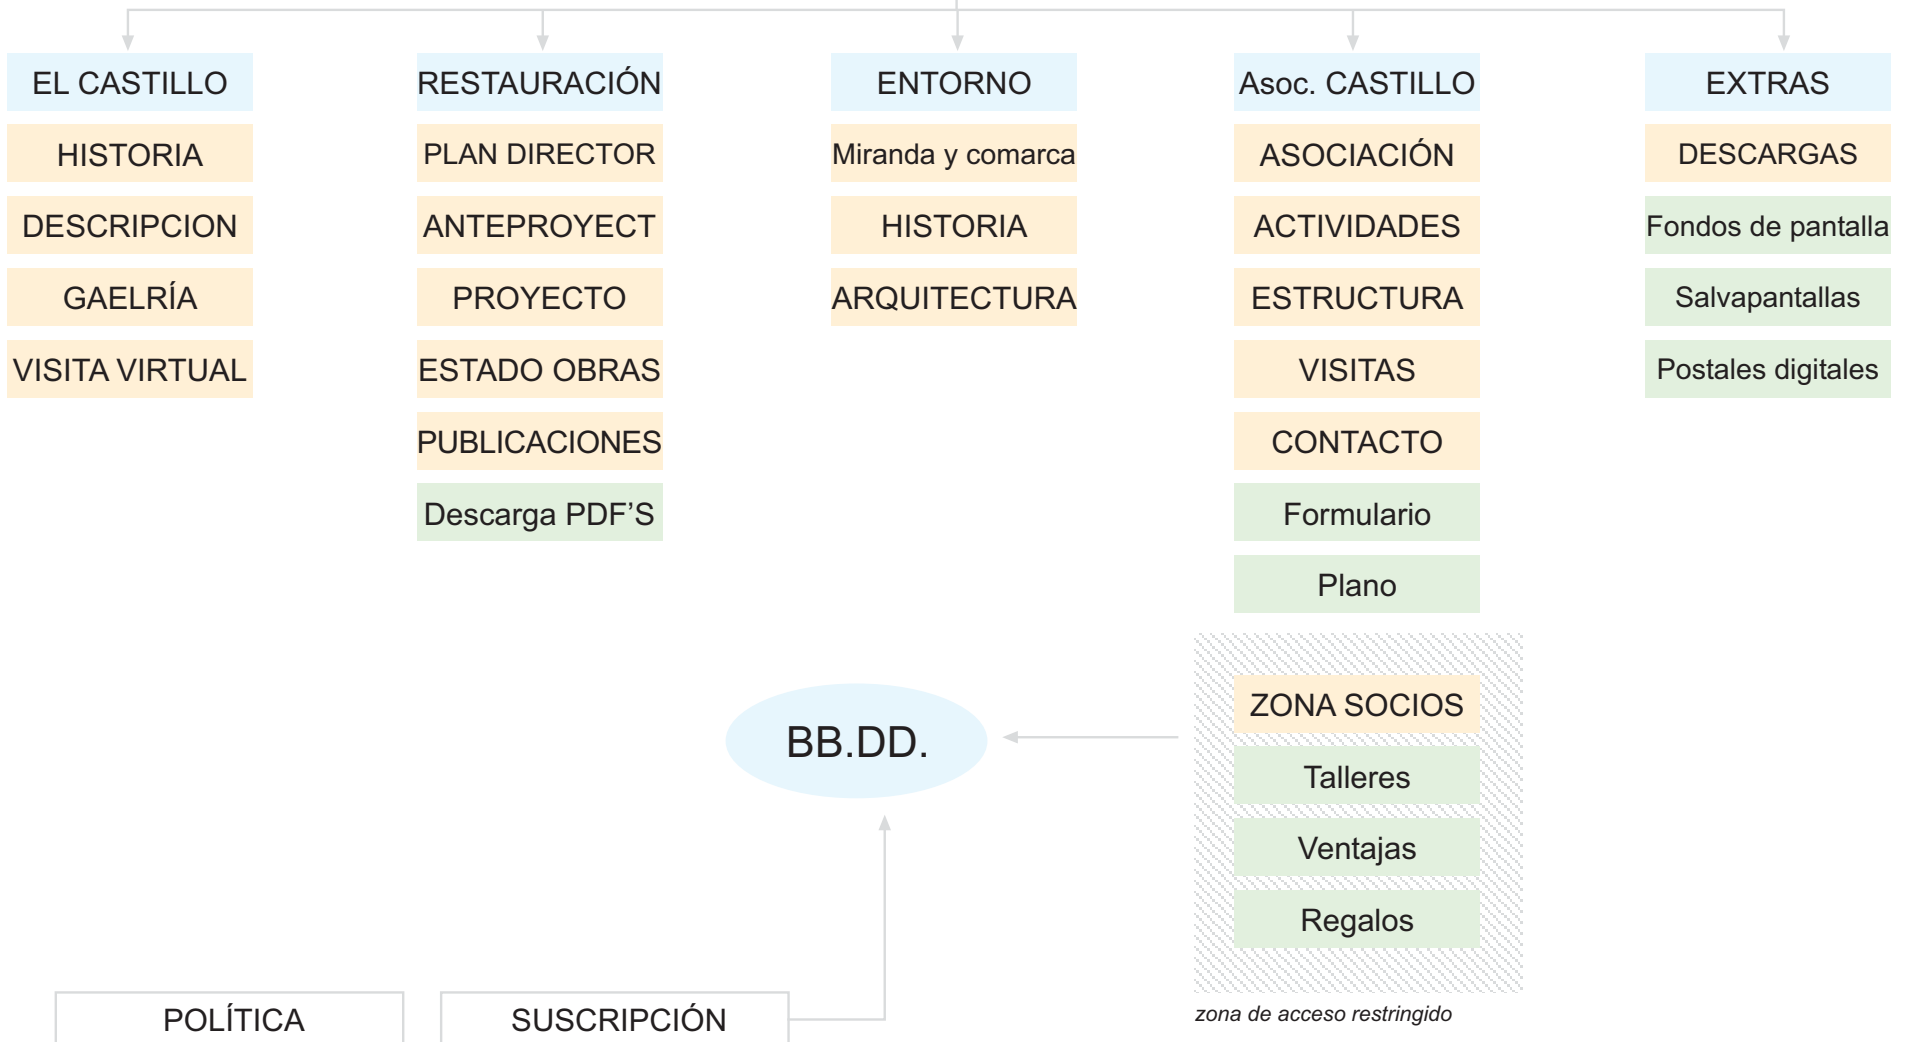 EL CASTILLO
HISTORIA
DESCRIPCION
GAELRÍA
VISITA VIRTUAL
RESTAURACIÓN
PLAN DIRECTOR
ANTEPROYECT
PROYECTO
ESTADO OBRAS
PUBLICACIONES
Descarga PDF’S
ENTORNO
Miranda y comarca
HISTORIA
ARQUITECTURA
Asoc. CASTILLO
ASOCIACIÓN
ACTIVIDADES
ESTRUCTURA
VISITAS
CONTACTO
Formulario
Plano
ZONA SOCIOS
Talleres
Ventajas
Regalos
zona de acceso restringido
EXTRAS
DESCARGAS
Fondos de pantalla
Salvapantallas
Postales digitales
BB.DD.
POLÍTICA
SUSCRIPCIÓN